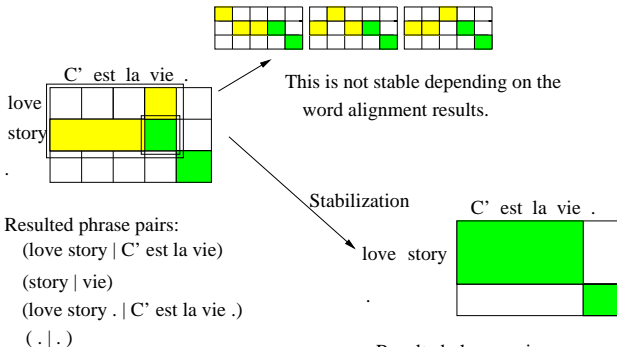 C' est la vie .
love
story
.
This is not stable depending on the
word alignment results.
Stabilization
C' est la vie .
love story
.
Resulted phrase pairs:
(love story | C' est la vie)
(story | vie)
(love story . | C' est la vie .)
( . | . )